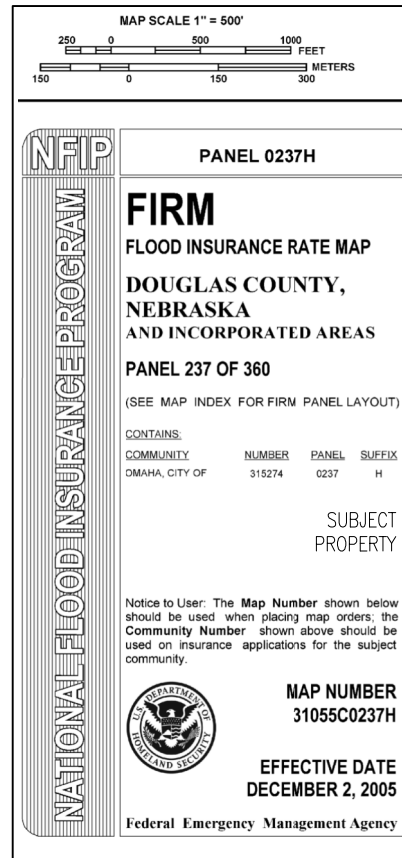 MAP SCALE 1" = 500'
250 0 500 1000
FEET
METERS
150 0 150 300
NFIP
PANEL 0237H
NATIONAL FLOOD INSURANCE PROGRAM
FIRM
FLOOD INSURANCE RATE MAP
DOUGLAS COUNTY,
NEBRASKA
AND INCORPORATED AREAS
PANEL 237 OF 360
(SEE MAP INDEX FOR FIRM PANEL LAYOUT)
CONTAINS:
COMMUNITY NUMBER PANEL SUFFIX
OMAHA, CITY OF 315274 0237 H
SUBJECT
PROPERTY
Notice to User: The Map Number shown below
should be used when placing map orders; the
Community Number shown above should be
used on insurance applications for the subject
community.
U.S. DEPARTMENT OF
HOMELAND SECURITY
MAP NUMBER
31055C0237H
EFFECTIVE DATE
DECEMBER 2, 2005
Federal Emergency Management Agency